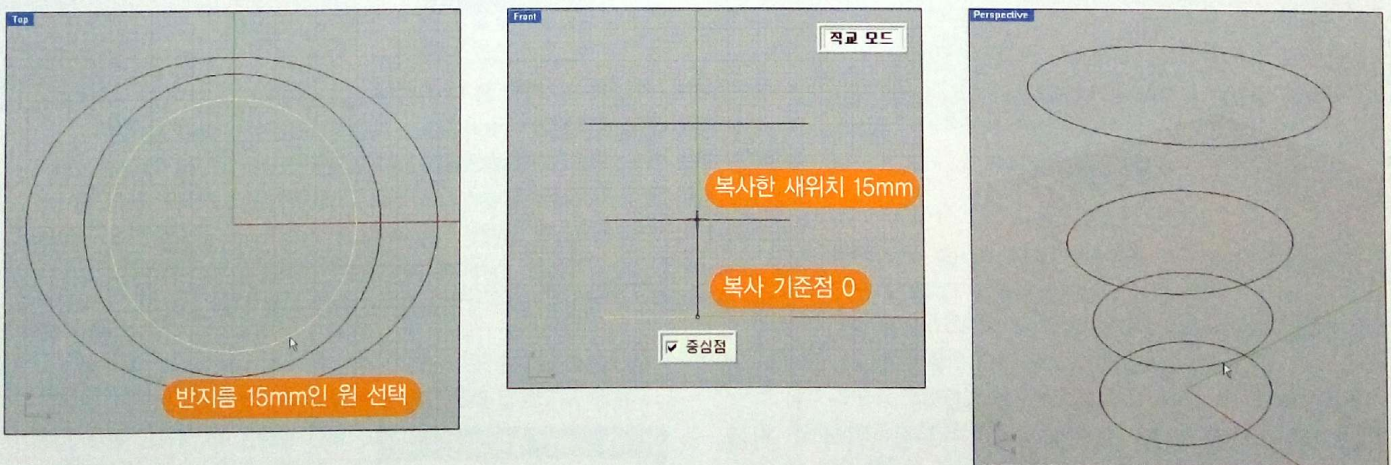 Top
반지름 15mm인 원 선택
Front
직교 모드
복사한 새위치 15mm
복사 기준점 0
중심점
Perspective